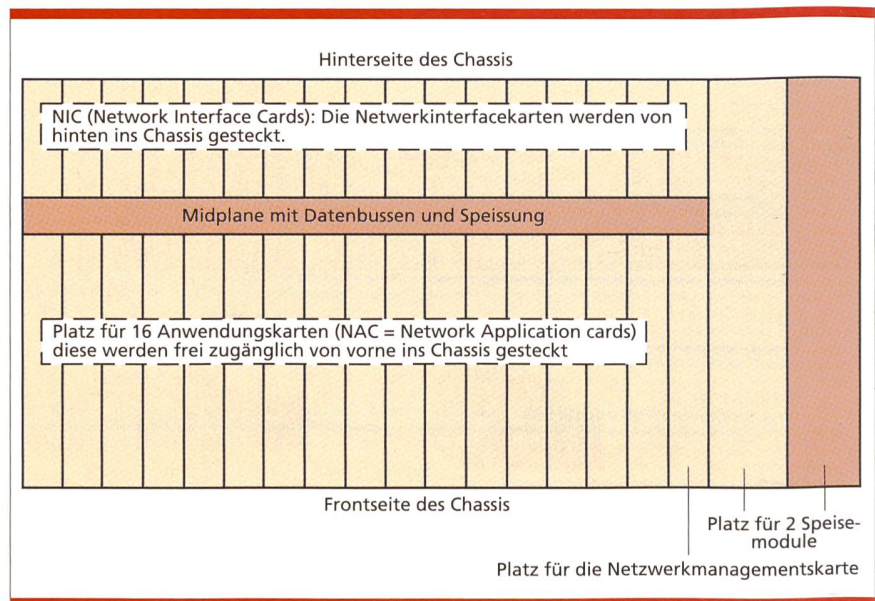 Hinterseite des Chassis
NIC (Network Interface Cards): Die Netwerkinterfacekarten werden von
hinten ins Chassis gesteckt.
Midplane mit Datenbussen und Speissung
Platz für 16 Anwendungskarten (NAC = Network Application cards)
diese werden frei zugänglich von vorne ins Chassis gesteckt
Frontseite des Chassis
Platz für 2 Speise-
module
Platz für die Netzwerkmanagementskarte